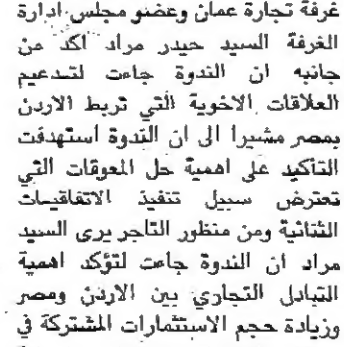 غرفة تجارة عمان وعضو مجلس ادارة
الغرفة السيد حيدر مراد اكد من
جانبه ان الندوة جاءت لتدعيم
العلاقات الاخوية التي تربط الاردن
بمصر مشيرا الى ان الندوة استهدفت
التأكيد على اهمية حل المعوقات التي
تعترض سبيل تنفيذ الاتفاقيات
الثنائية ومن منظور التاجر يرى السيد
مراد ان الندوة جاءت لتؤكد اهمية
التبادل التجاري بين الاردن ومصر
وزيادة حجم الاستثمارات المشتركة في